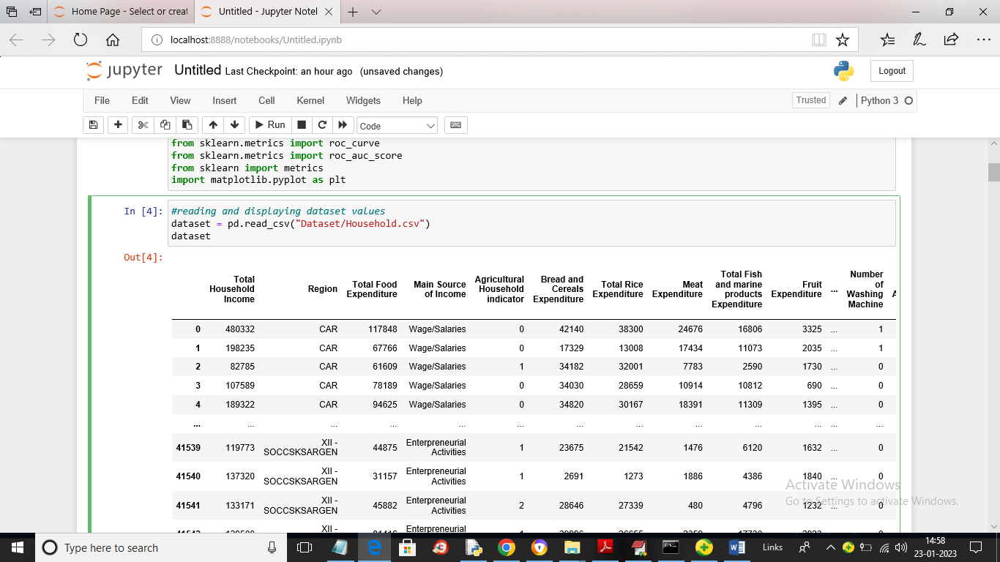 Home Page - Select or creat
Untitled - Jupyter Notel
localhost:8888/notebooks/Untitled.ipynb
jupyter Untitled Last Checkpoint: an hour ago (unsaved changes)
Logout
File Edit View Insert Cell Kernel Widgets Help
Trusted Python 3
Run Code
from sklearn.metrics import roc_curve
from sklearn.metrics import roc_auc_score
from sklearn import metrics
import matplotlib.pyplot as plt
In [4]: #reading and displaying dataset values
dataset = pd.read_csv("Dataset/Household.csv")
dataset
Out[4]:
Total Household Income Region Total Food Expenditure Main Source of Income Agricultural Household indicator Bread and Cereals Expenditure Total Rice Expenditure Meat Expenditure Total Fish and marine products Expenditure Fruit Expenditure ... Number of Washing Machine
0 480332 CAR 117848 Wage/Salaries 0 42140 38300 24676 16806 3325 ... 1
1 198235 CAR 67766 Wage/Salaries 0 17329 13008 17434 11073 2035 ... 1
2 82785 CAR 61609 Wage/Salaries 1 34182 32001 7783 2590 1730 ... 0
3 107589 CAR 78189 Wage/Salaries 0 34030 28659 10914 10812 690 ... 0
4 189322 CAR 94625 Wage/Salaries 0 34820 30167 18391 11309 1395 ... 0
... ... ... ... ... ... ... ... ... ... ... ... ...
41539 119773 XII - SOCCSKSARGEN 44875 Enterpreneurial Activities 1 23675 21542 1476 6120 1632 ... 0
41540 137320 XII - SOCCSKSARGEN 31157 Enterpreneurial Activities 1 2691 1273 1886 4386 1840 ... 0
41541 133171 XII - SOCCSKSARGEN 45882 Enterpreneurial Activities 2 28646 27339 480 4796 1232 ... 0
XII - Enterpreneurial
Activate Windows
Go to Settings to activate Windows.
Type here to search
Links
14:58
23-01-2023